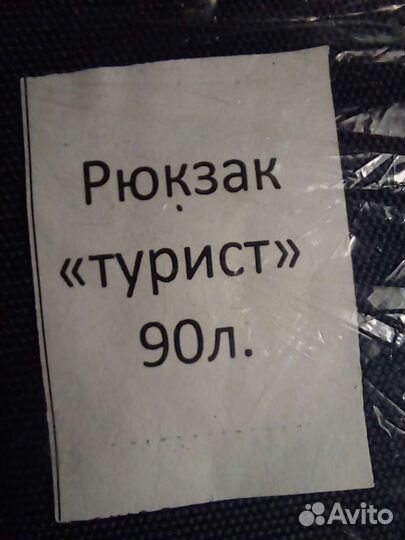 Рюкзак
«турист»
90л.
Avito